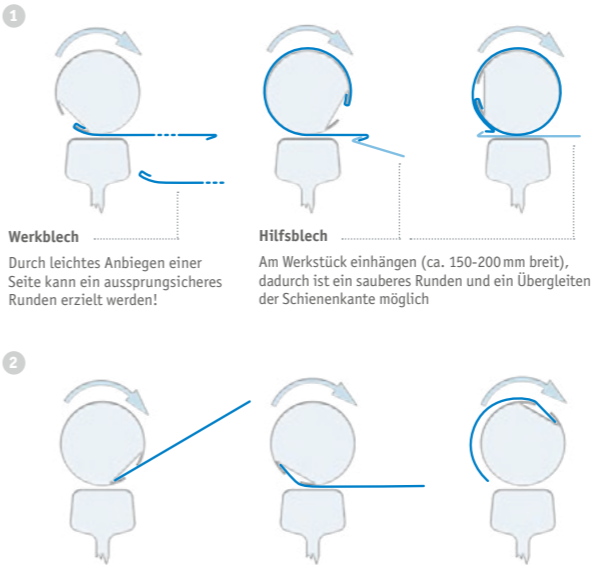 1
Werkblech
Durch leichtes Anbiegen einer
Seite kann ein aussprungsicheres
Runden erzielt werden!
Hilfsblech
Am Werkstück einhängen (ca. 150-200 mm breit),
dadurch ist ein sauberes Runden und ein Übergleiten
der Schienenkante möglich
2